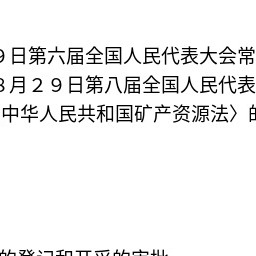 ９日第六届全国人民代表大会常
８月２９日第八届全国人民代表
中华人民共和国矿产资源法〉的
的登记和开采的审批